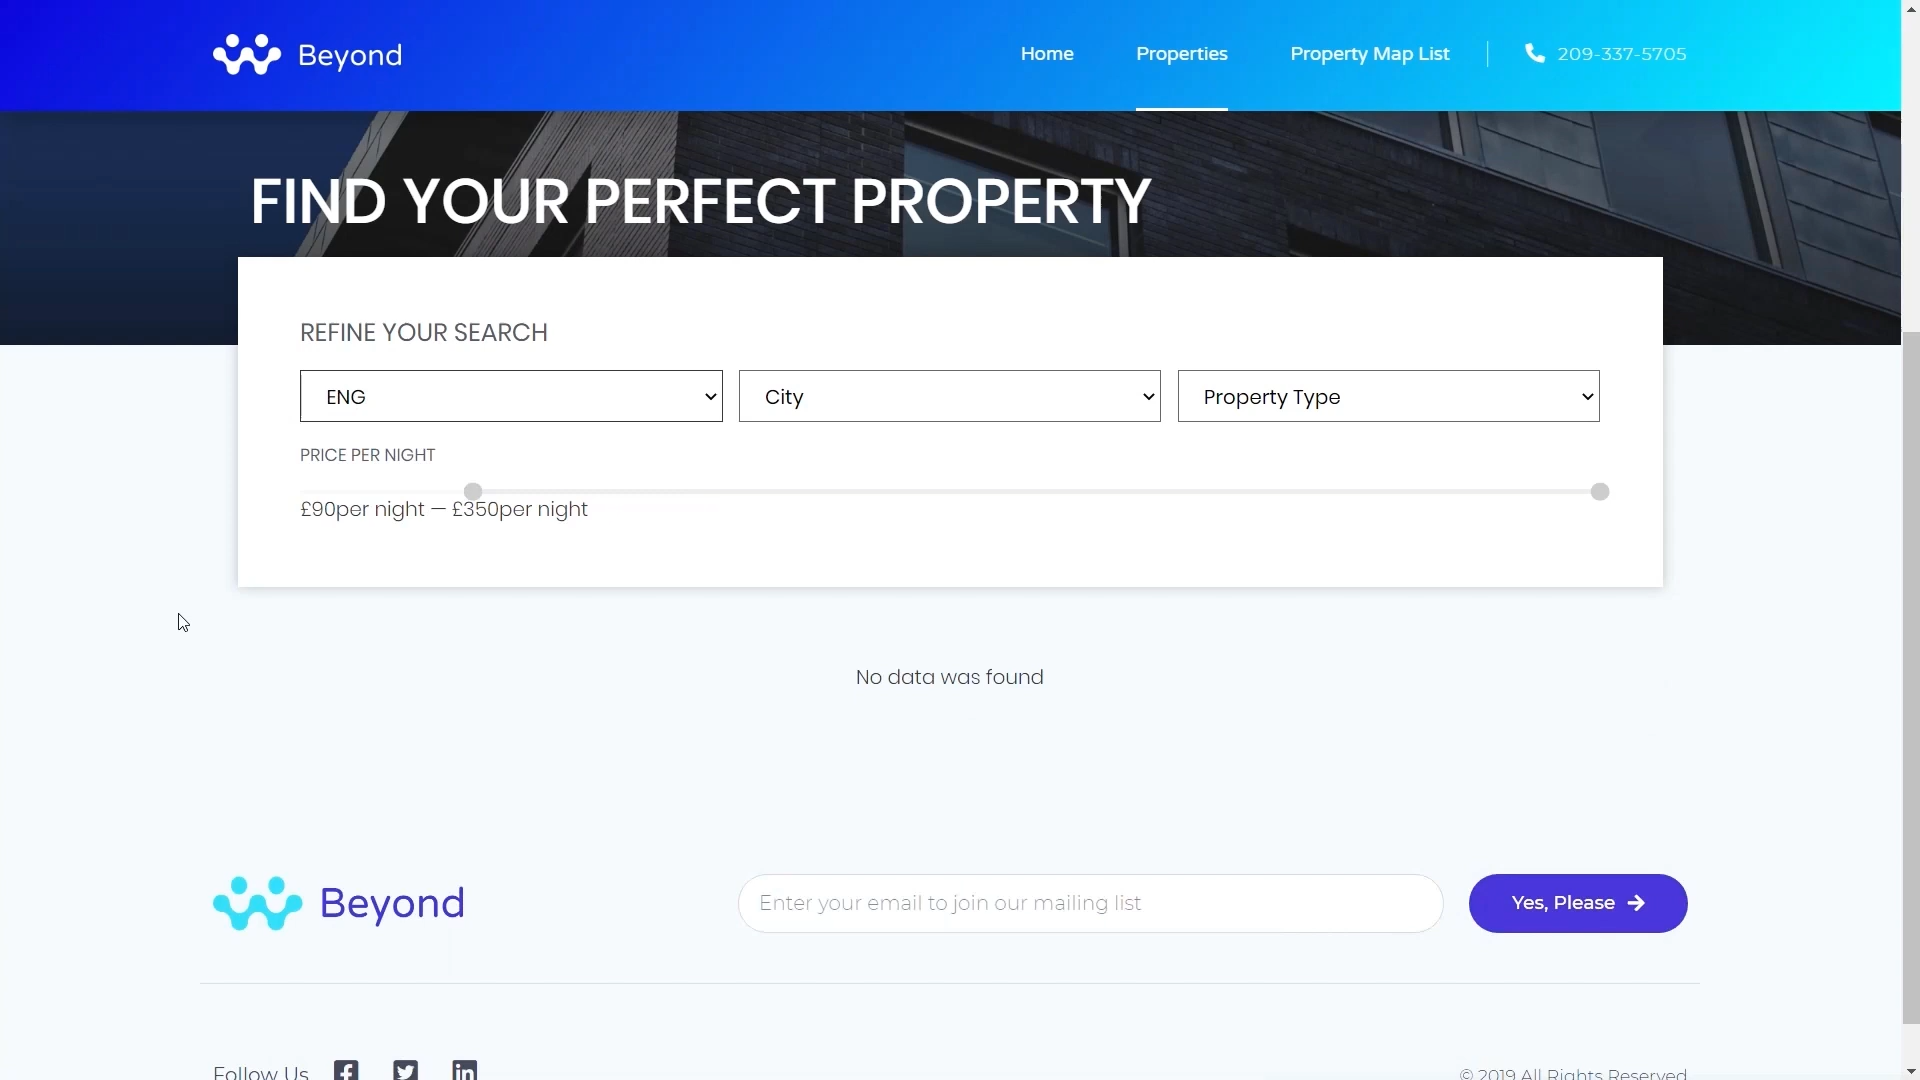 Beyond
Home
Properties
Property Map List
209-337-5705
FIND YOUR PERFECT PROPERTY
REFINE YOUR SEARCH
ENG
City
Property Type
PRICE PER NIGHT
£90per night — £350per night
No data was found
Beyond
Enter your email to join our mailing list
Yes, Please
Follow Us
© 2019 All Rights Reserved